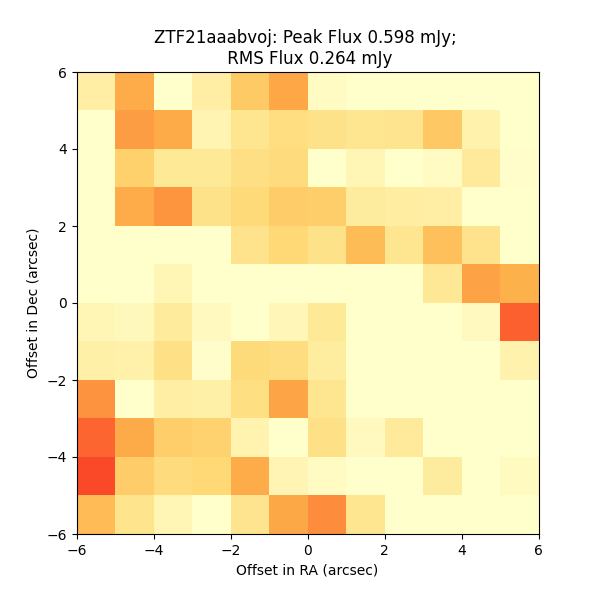 ZTF21aaabvoj: Peak Flux 0.598 mJy;
RMS Flux 0.264 mJy
6
4
2
0
−2
−4
−6
Offset in Dec (arcsec)
−6 −4 −2 0 2 4 6
Offset in RA (arcsec)